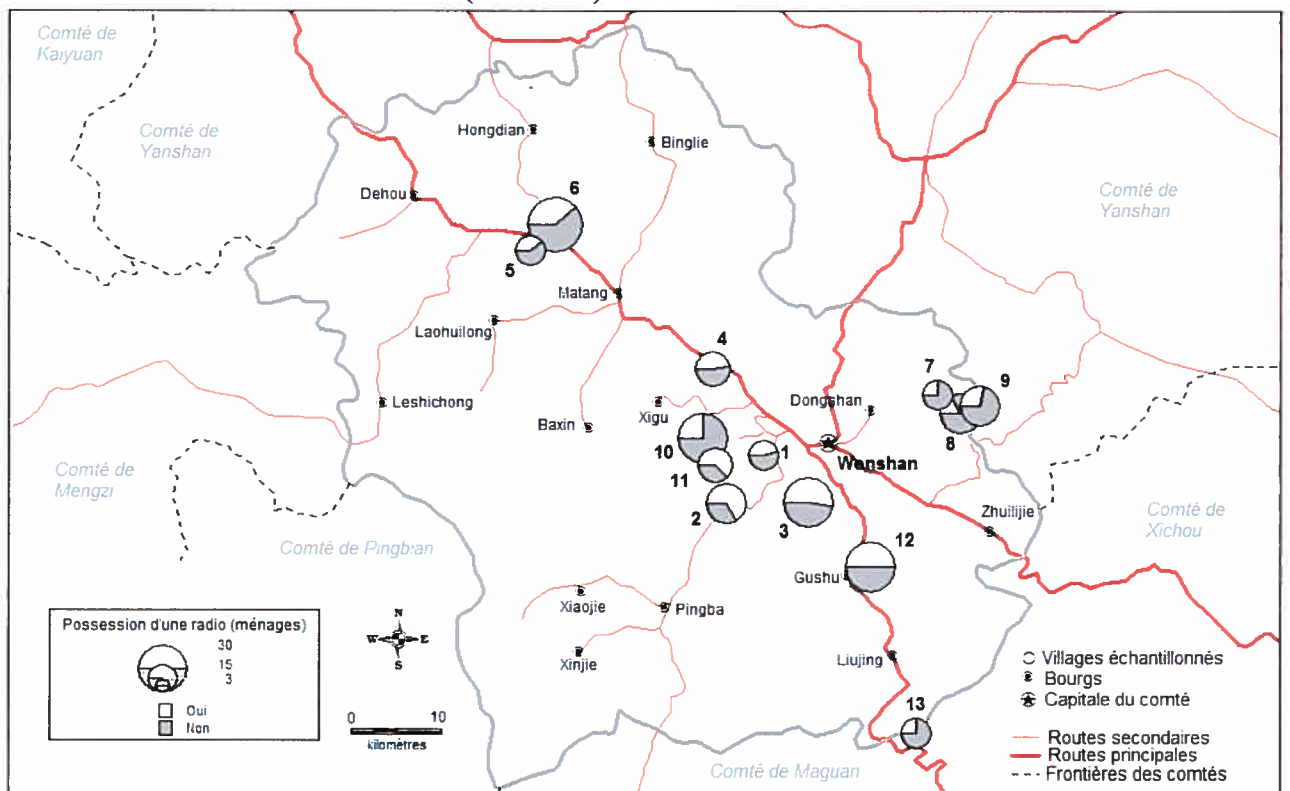 Comté de
Kaiyuan
Comté de
Yanshan
Hongdian
Binglie
Dehou
6
Comté de
Yanshan
5
Matang
Laohuilong
4
7
9
Leshichong
Baxin
Xigu
Dongshan
8
10
1
Wenshan
11
Comté de
Mengzi
2
3
Zhuilijie
Comté de
Xichou
Comté de Pingbian
12
Gushu
Xiaojie
Pingba
Xinjie
Liujing
13
Comté de Maguan
Possession d'une radio (ménages)
30
15
3
Oui
Non
N
W E
S
0 10
kilomètres
Villages échantillonnés
Bourgs
Capitale du comté
Routes secondaires
Routes principales
Frontières des comtés